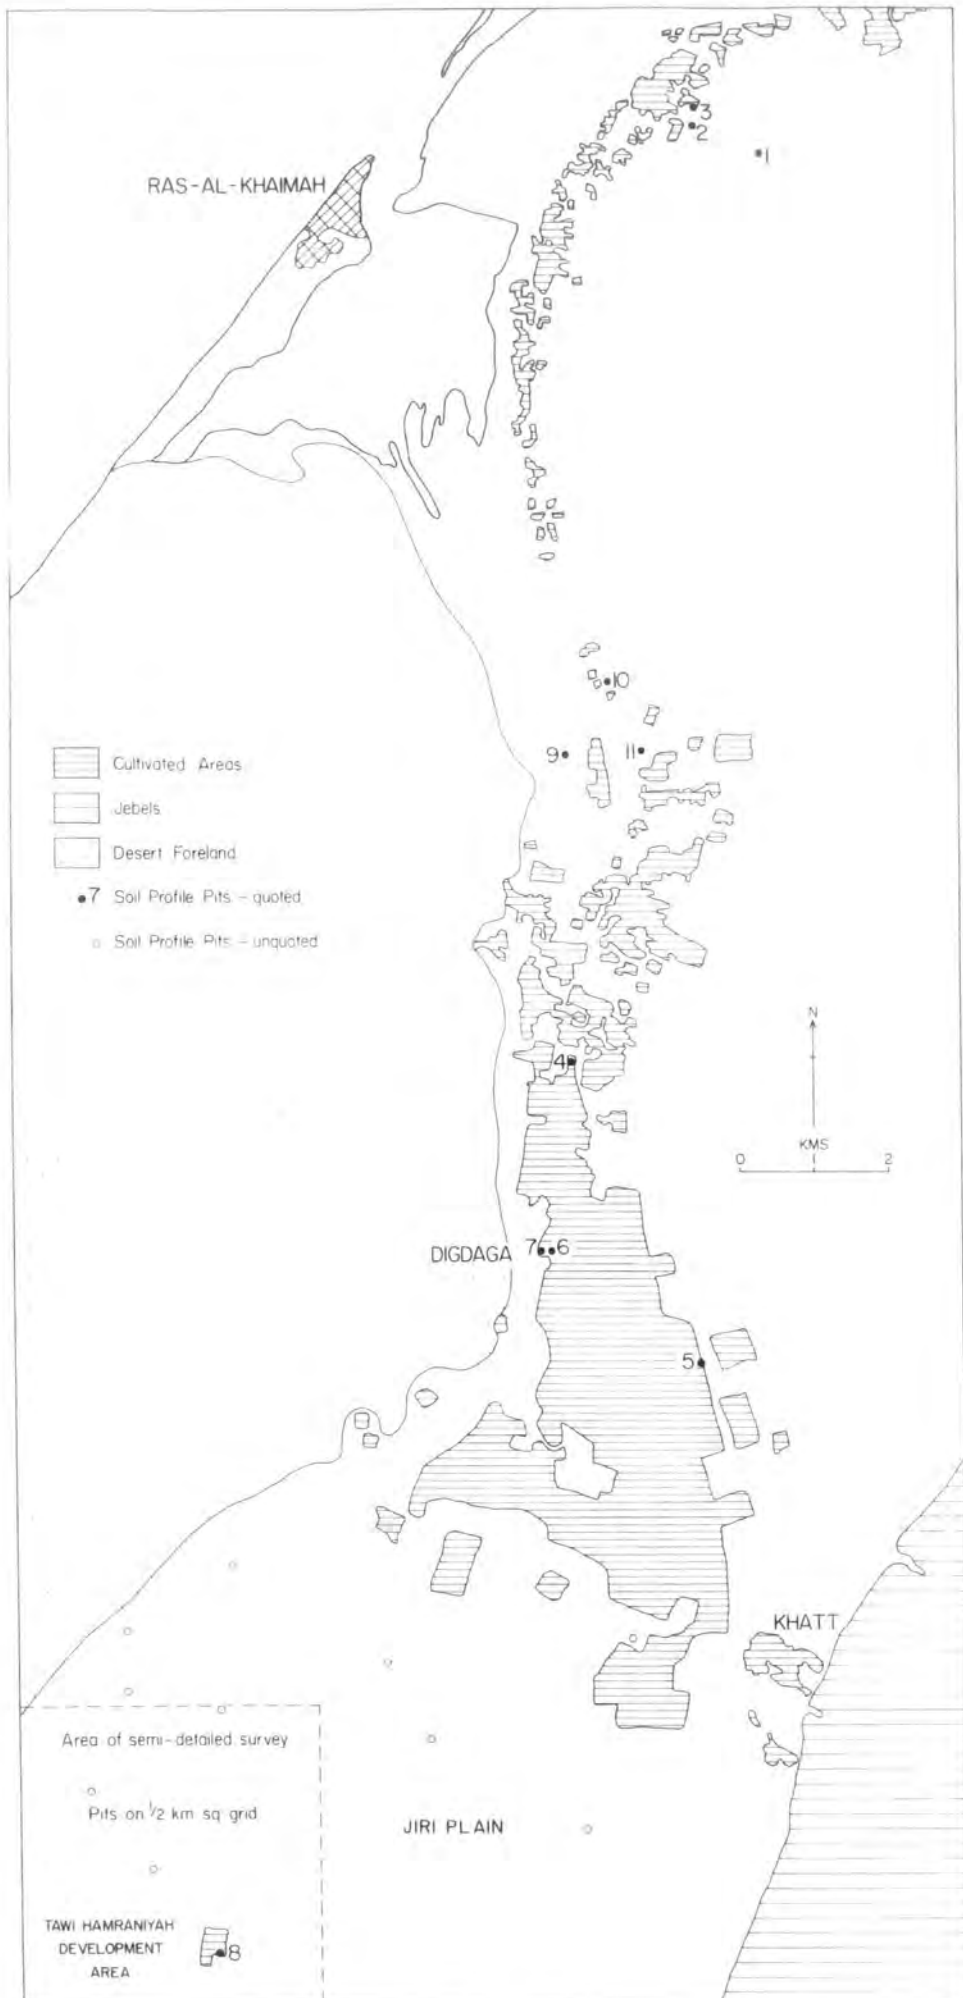 3
2
1
RAS-AL-KHAIMAH
10
9
11
Cultivated Areas
Jebels
Desert Foreland
7 Soil Profile Pits - quoted
Soil Profile Pits - unquoted
N
4
KMS
0 2
DIGDAGA 7 6
5
KHATT
Area of semi-detailed survey
Pits on 1/2 km sq grid
JIRI PLAIN
TAWI HAMRANIYAH
DEVELOPMENT
AREA
8